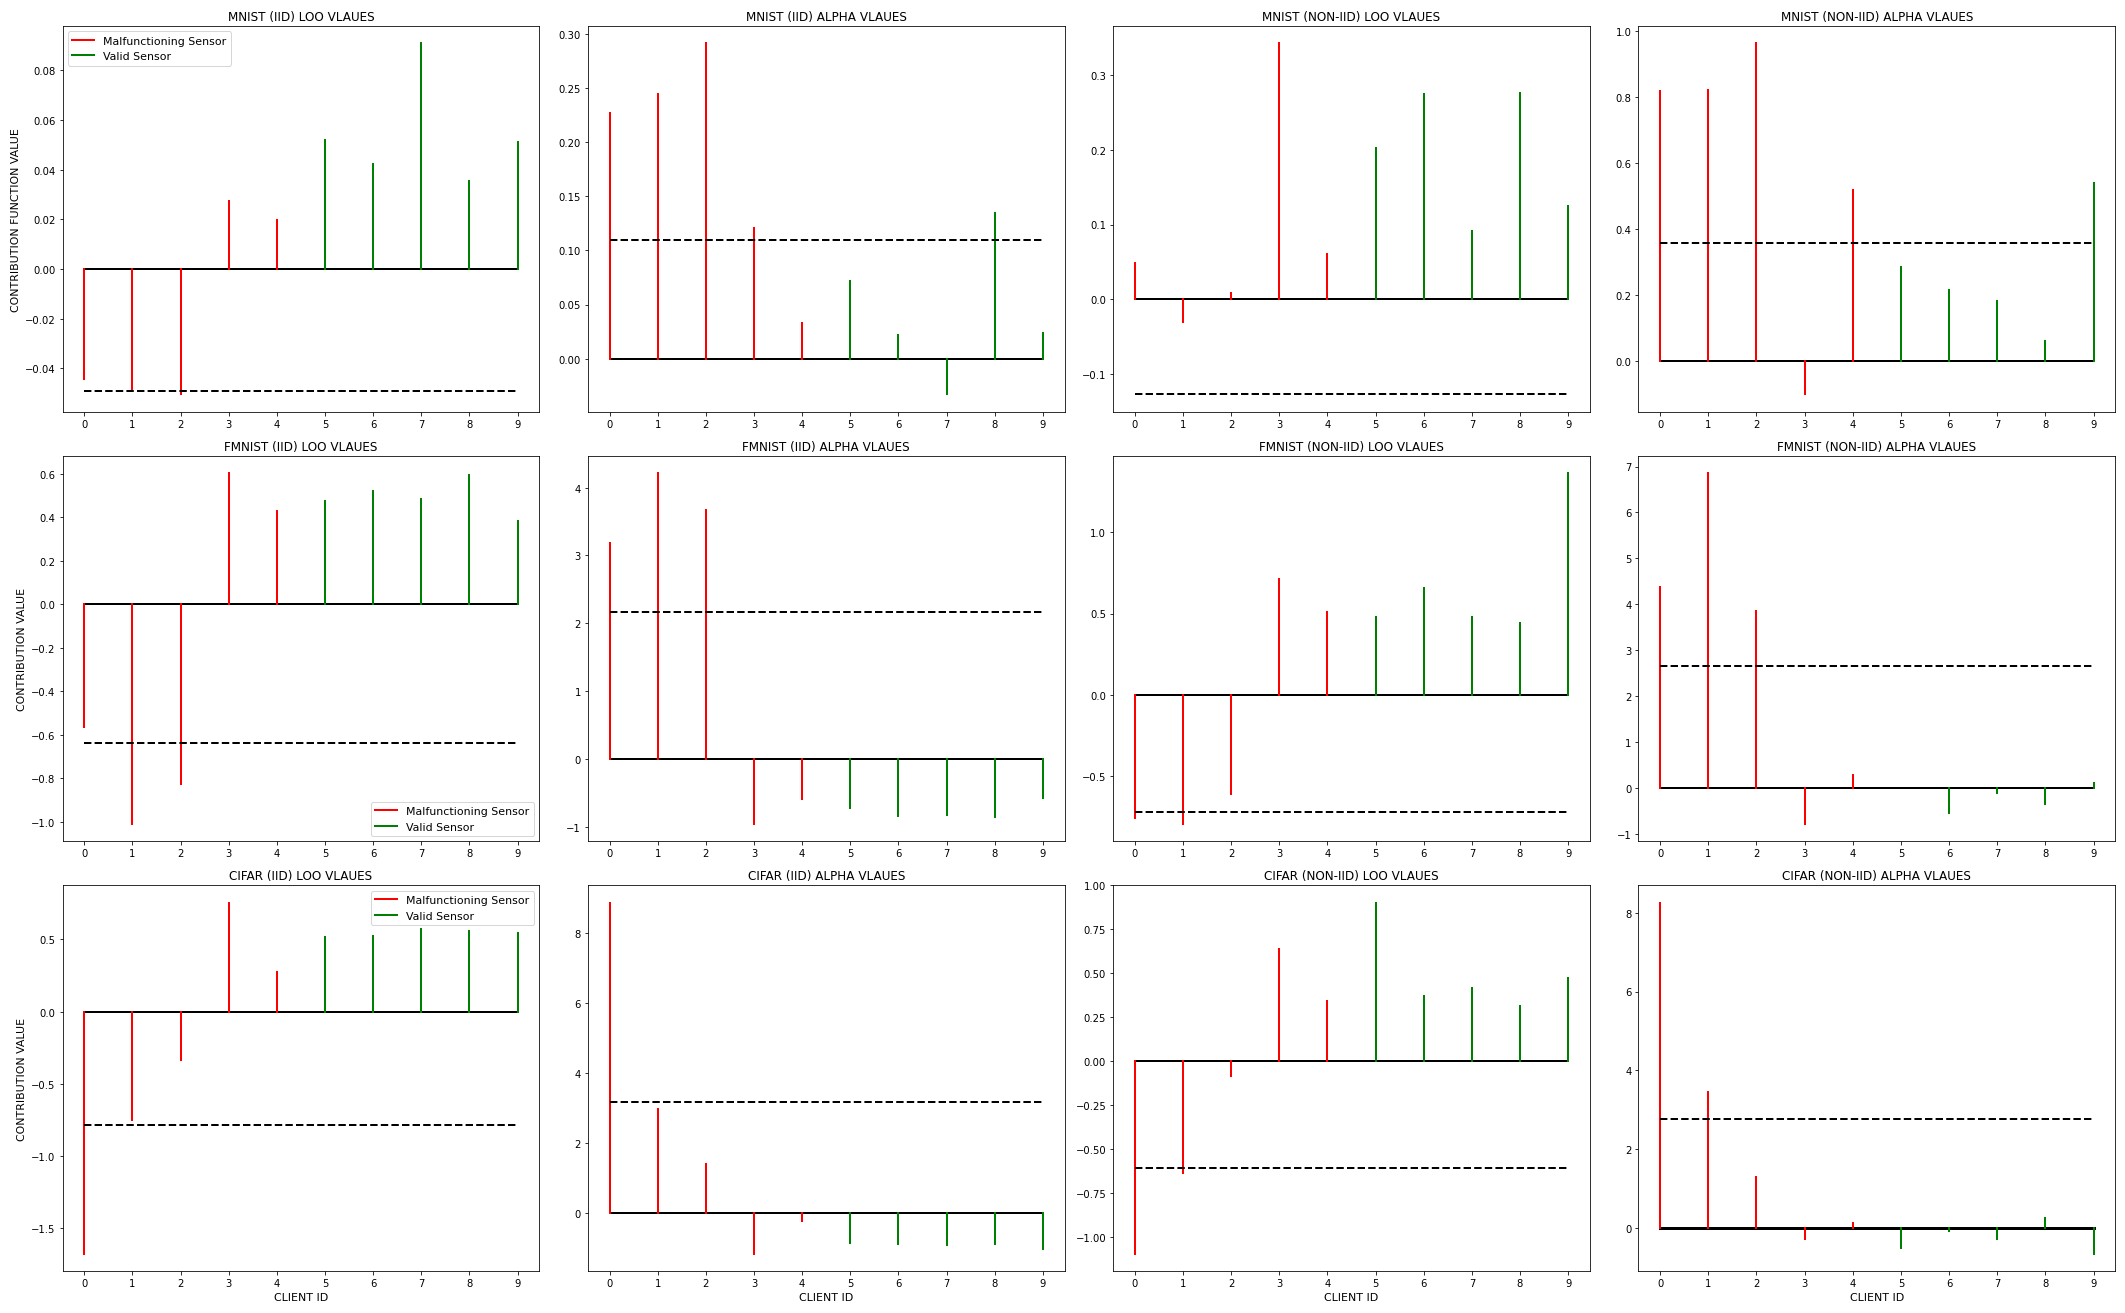 MNIST (IID) LOO VLAUES
CONTRIBUTION FUNCTION VALUE
Malfunctioning Sensor
Valid Sensor
0.08
0.06
0.04
0.02
0.00
−0.02
−0.04
0 1 2 3 4 5 6 7 8 9
MNIST (IID) ALPHA VLAUES
0.30
0.25
0.20
0.15
0.10
0.05
0.00
0 1 2 3 4 5 6 7 8 9
MNIST (NON-IID) LOO VLAUES
0.3
0.2
0.1
0.0
−0.1
0 1 2 3 4 5 6 7 8 9
MNIST (NON-IID) ALPHA VLAUES
1.0
0.8
0.6
0.4
0.2
0.0
0 1 2 3 4 5 6 7 8 9
FMNIST (IID) LOO VLAUES
CONTRIBUTION VALUE
0.6
0.4
0.2
0.0
−0.2
−0.4
−0.6
−0.8
−1.0
Malfunctioning Sensor
Valid Sensor
0 1 2 3 4 5 6 7 8 9
FMNIST (IID) ALPHA VLAUES
4
3
2
1
0
−1
0 1 2 3 4 5 6 7 8 9
FMNIST (NON-IID) LOO VLAUES
1.0
0.5
0.0
−0.5
0 1 2 3 4 5 6 7 8 9
FMNIST (NON-IID) ALPHA VLAUES
7
6
5
4
3
2
1
0
−1
0 1 2 3 4 5 6 7 8 9
CIFAR (IID) LOO VLAUES
CONTRIBUTION VALUE
Malfunctioning Sensor
Valid Sensor
0.5
0.0
−0.5
−1.0
−1.5
0 1 2 3 4 5 6 7 8 9
CLIENT ID
CIFAR (IID) ALPHA VLAUES
8
6
4
2
0
0 1 2 3 4 5 6 7 8 9
CLIENT ID
CIFAR (NON-IID) LOO VLAUES
1.00
0.75
0.50
0.25
0.00
−0.25
−0.50
−0.75
−1.00
0 1 2 3 4 5 6 7 8 9
CLIENT ID
CIFAR (NON-IID) ALPHA VLAUES
8
6
4
2
0
0 1 2 3 4 5 6 7 8 9
CLIENT ID